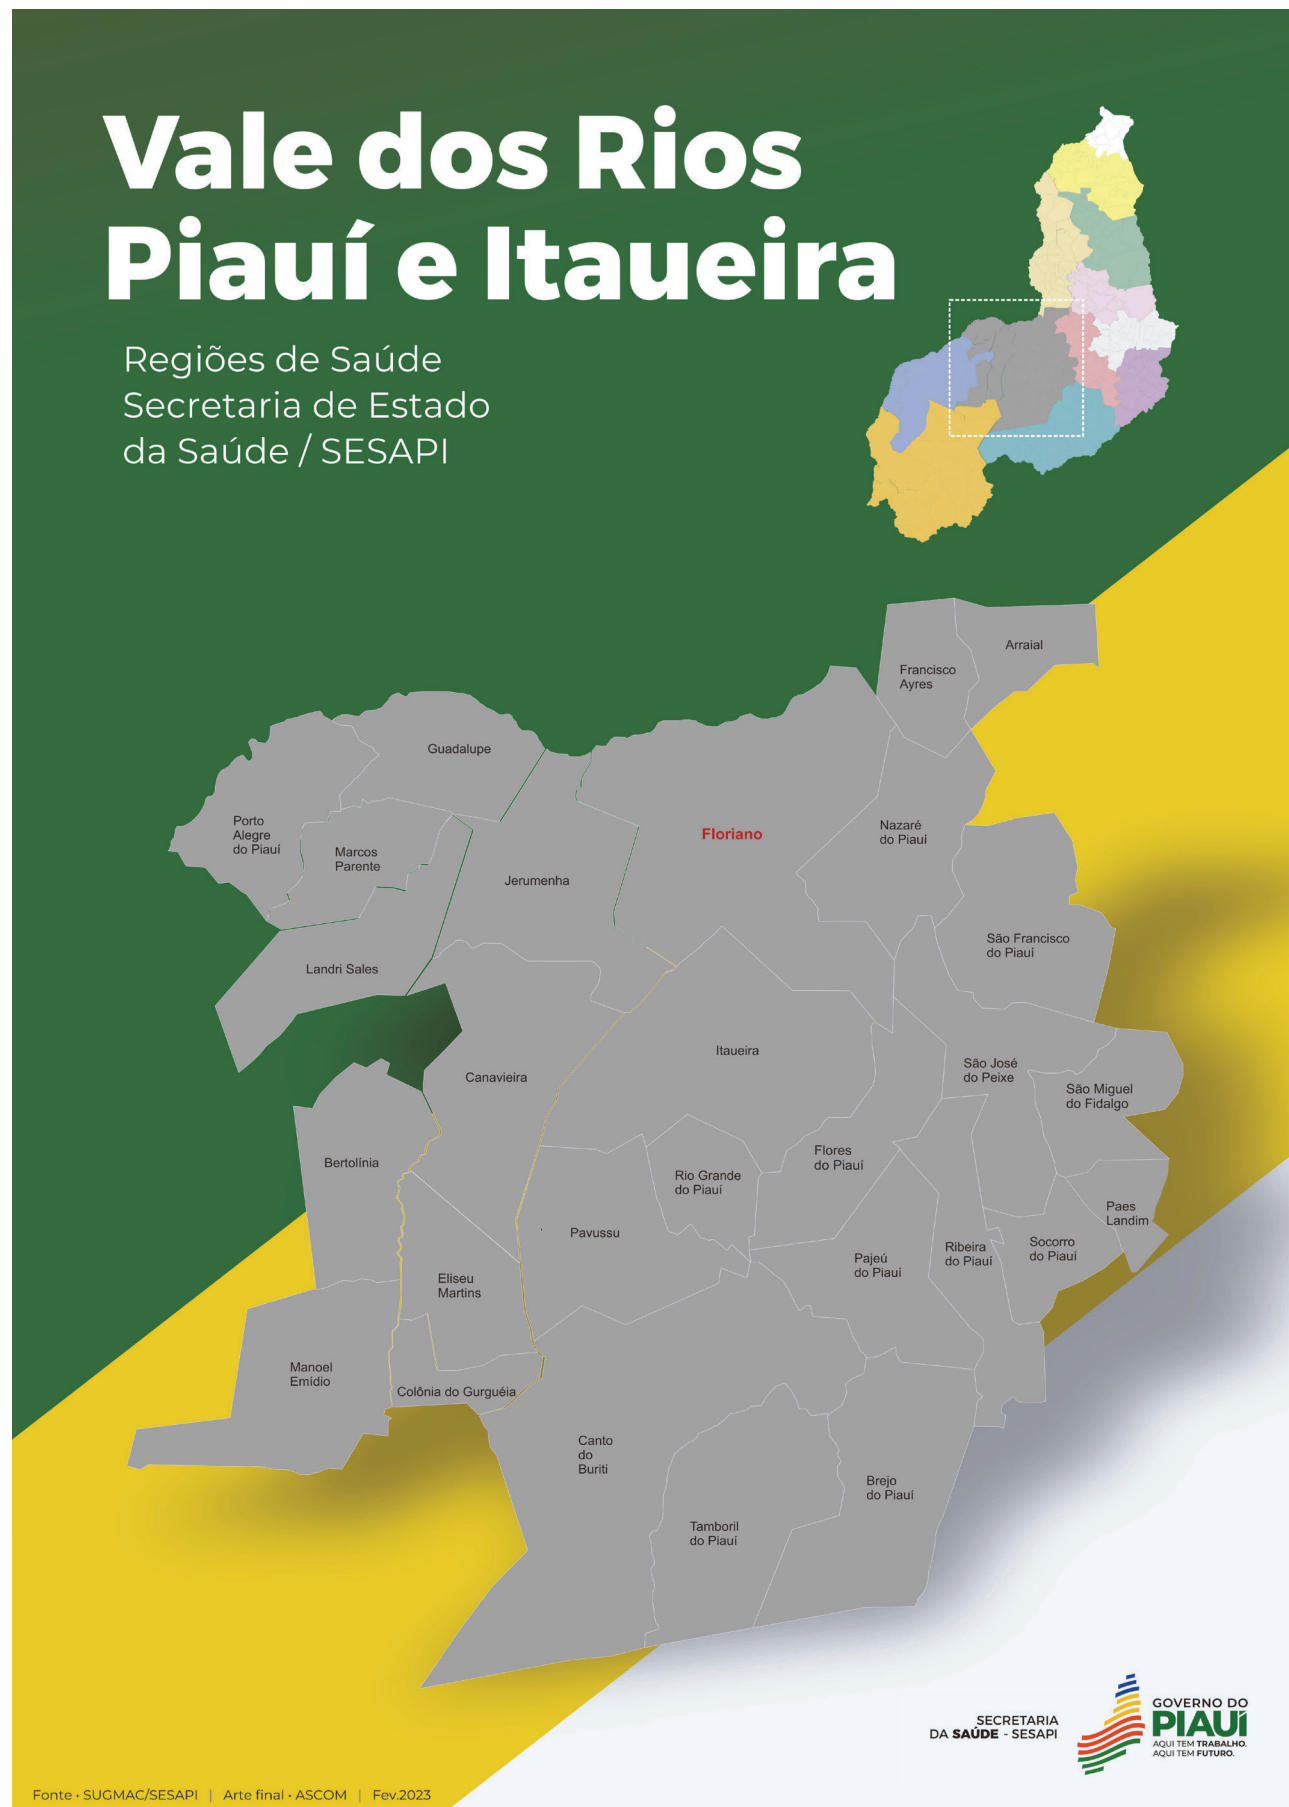 Vale dos Rios
Piauí e Itaueira
Regiões de Saúde
Secretaria de Estado
da Saúde / SESAPI
Arraial
Francisco
Ayres
Guadalupe
Porto
Alegre
do Piauí
Marcos
Parente
Floriano
Nazaré
do Piauí
Jerumenha
São Francisco
do Piauí
Landri Sales
Itaueira
São José
do Peixe
Canavieira
São Miguel
do Fidalgo
Bertolínia
Flores
do Piauí
Rio Grande
do Piauí
Paes
Landim
Pavussu
Socorro
do Piauí
Ribeira
do Piauí
Pajeú
do Piauí
Eliseu
Martins
Manoel
Emídio
Colônia do Gurguéia
Canto
do
Buriti
Brejo
do Piauí
Tamboril
do Piauí
SECRETARIA
DA SAÚDE - SESAPI
GOVERNO DO
PIAUÍ
AQUI TEM TRABALHO.
AQUI TEM FUTURO.
Fonte • SUGMAC/SESAPI | Arte final • ASCOM | Fev.2023